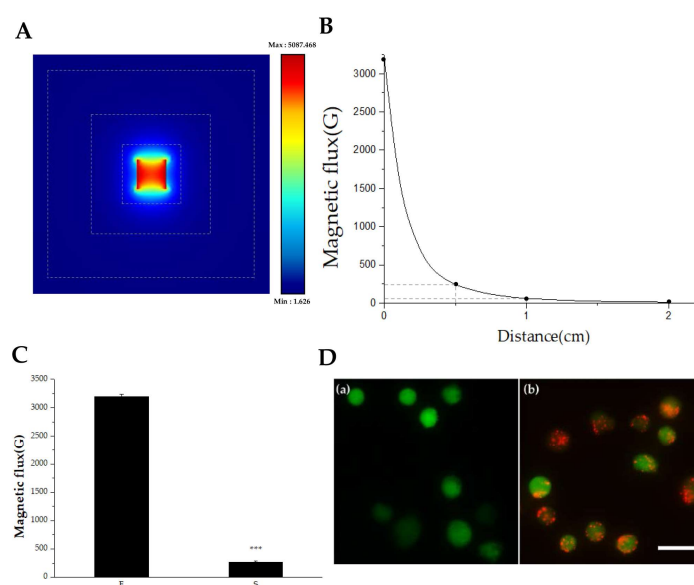 A
Max : 5087.468
Min : 1.626
B
Magnetic flux(G)
3000
2500
2000
1500
1000
500
0
0
1
2
Distance(cm)
C
Magnetic flux(G)
3500
3000
2500
2000
1500
1000
500
0
***
F
S
D
(a)
(b)